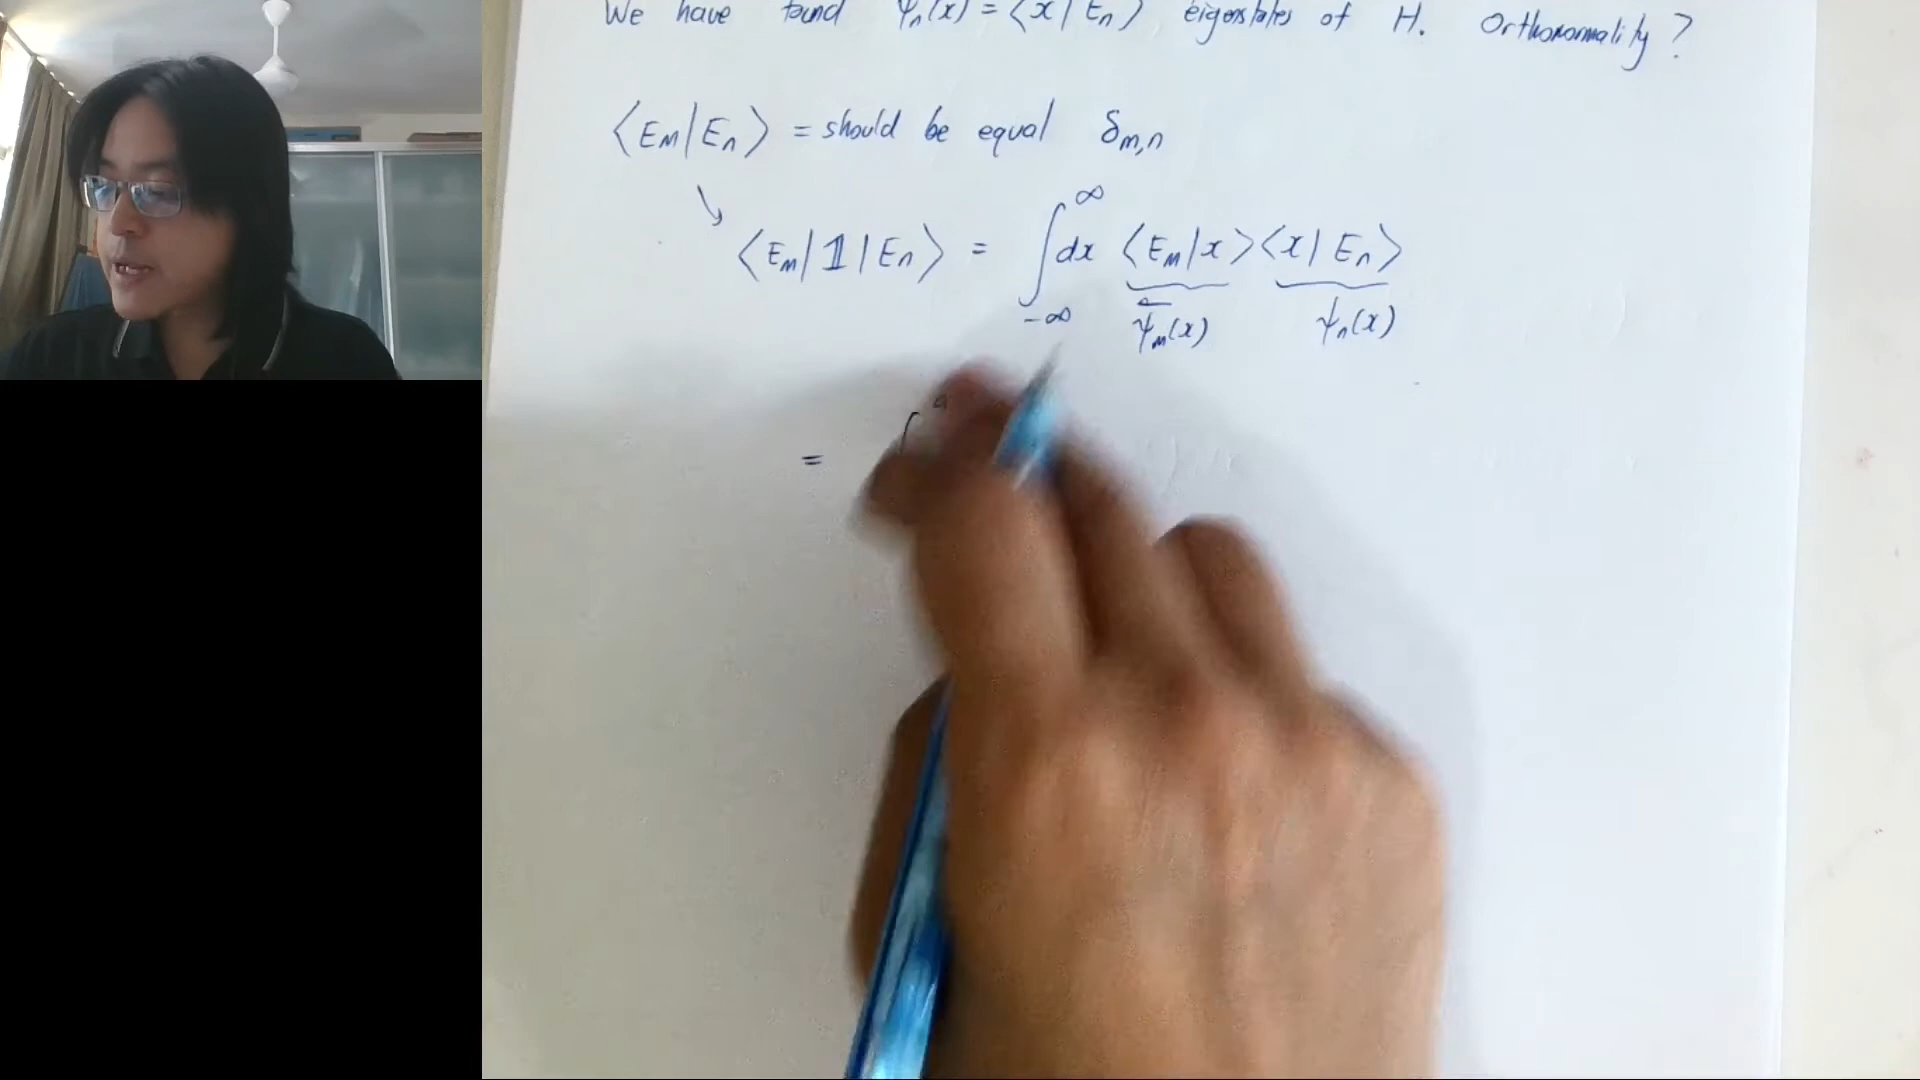 We have found ψn(x) = ⟨x|En⟩ eigenstates of H. Orthonormality?
⟨Em|En⟩ = should be equal δm,n
↘
⟨Em|𝟙|En⟩ = ∫_{-∞}^{∞} dx ⟨Em|x⟩⟨x|En⟩
ψ̄m(x) ψn(x)
= ∫